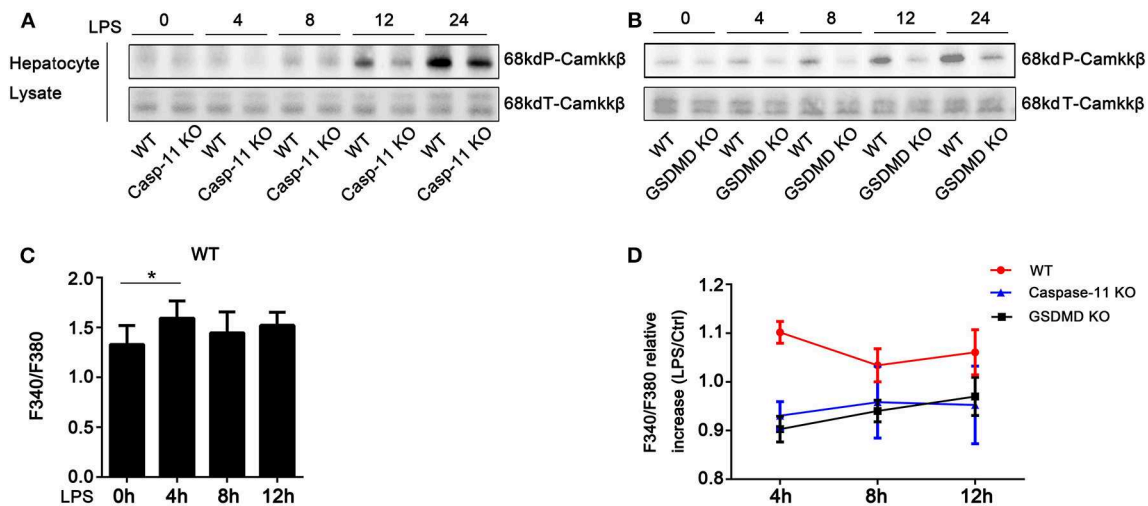 A
LPS 0 4 8 12 24
Hepatocyte
Lysate
68kdP-Camkkβ
68kdT-Camkkβ
WT Casp-11 KO WT Casp-11 KO WT Casp-11 KO WT Casp-11 KO WT Casp-11 KO
B
0 4 8 12 24
68kd P-Camkkβ
68kd T-Camkkβ
WT GSDMD KO WT GSDMD KO WT GSDMD KO WT GSDMD KO WT GSDMD KO
C
WT
*
F340/F380
2.0
1.5
1.0
0.5
0.0
LPS 0h 4h 8h 12h
D
WT
Caspase-11 KO
GSDMD KO
F340/F380 relative
increase (LPS/Ctrl)
1.2
1.1
1.0
0.9
0.8
4h 8h 12h